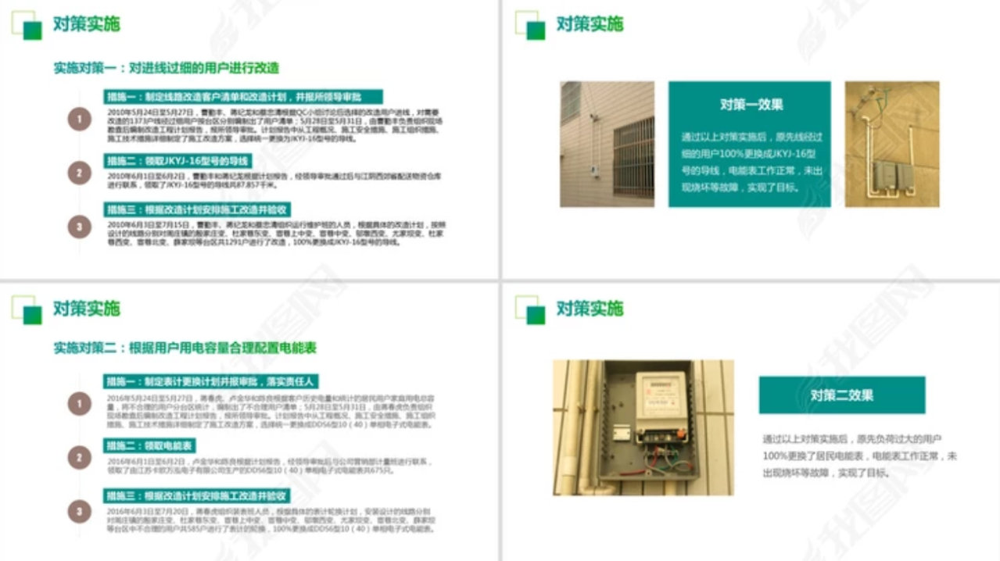 对策实施
实施对策一：对进线过细的用户进行改造
措施一：制定线路改造客户清单和改造计划，并报所领导审批
1
2010年5月24日至5月27日，曹勤丰、蒋纪龙和蔡忠清根据QC小组讨论后选择的改造用户进线，对需要
改造的1373户线经过细用户按台区分别编制出了用户清单；5月28日至5月31日，由曹勤丰负责组织现场
勘查后编制改造工程计划报告，报所领导审批。计划报告中从工程概况、施工安全措施、施工组织措施、
施工技术措施详细制定了施工改造方案，选择统一更换为JKYJ-16型号的导线。
措施二：领取JKYJ-16型号的导线
2
2010年6月1日至6月2日，曹勤丰和蒋纪龙根据计划报告，经领导审批通过后与江阴西郊省配送物资仓库
进行联系，领取了JKYJ-16型号的导线共87.857千米。
措施三：根据改造计划安排施工改造并验收
3
2010年6月3日至7月15日，曹勤丰、蒋纪龙和蔡忠清组织运行维护班的人员，根据具体的改造计划，按照
设计的线路分别对周庄镇的殷家庄变、杜家巷东变、宦巷上中变、宦巷中变、邬墩西变、尤家坝变、杜家
巷西变、宦巷北变、薛家坝等台区共1291户进行了改造，100%更换成JKYJ-16型号的导线。
对策实施
对策一效果
通过以上对策实施后，原先线径过
细的用户100%更换成JKYJ-16型
号的导线，电能表工作正常，未出
现烧坏等故障，实现了目标。
对策实施
实施对策二：根据用户用电容量合理配置电能表
措施一：制定表计更换计划并报审批，落实责任人
1
2016年5月24日至5月27日，蒋春虎、卢金华和陈良根据客户历史电量和统计的居民用户家庭用电总容
量，将不合理的用户分台区统计，编制出了不合理用户清单；5月28日至5月31日，由蒋春虎负责组织
现场勘查后编制改造工程计划报告，报所领导审批。计划报告中从工程概况、施工安全措施、施工组织
措施、施工技术措施详细制定了施工改造方案，选择统一更换成DDS6型10（40）单相电子式电能表。
措施二：领取电能表
2
2016年6月1日至6月2日，卢金华和陈良根据计划报告，经领导审批后与公司营销部计量班进行联系，
领取了由江苏卡欧万泓电子有限公司生产的DDS6型10（40）单相电子式电能表共675只。
措施三：根据改造计划安排施工改造并验收
3
2016年6月3日至7月20日，蒋春虎组织装表班人员，根据具体的表计轮换计划，安装设计的线路分别
对周庄镇的殷家庄变、杜家巷东变、宦巷上中变、宦巷中变、邬墩西变、尤家坝变、宦巷北变、薛家坝
等台区中不合理的用户共585户进行了表计的轮换，100%更换成DDS6型10（40）单相电子式电能表。
对策实施
对策二效果
通过以上对策实施后，原先负荷过大的用户
100%更换了居民电能表，电能表工作正常，未
出现烧坏等故障，实现了目标。